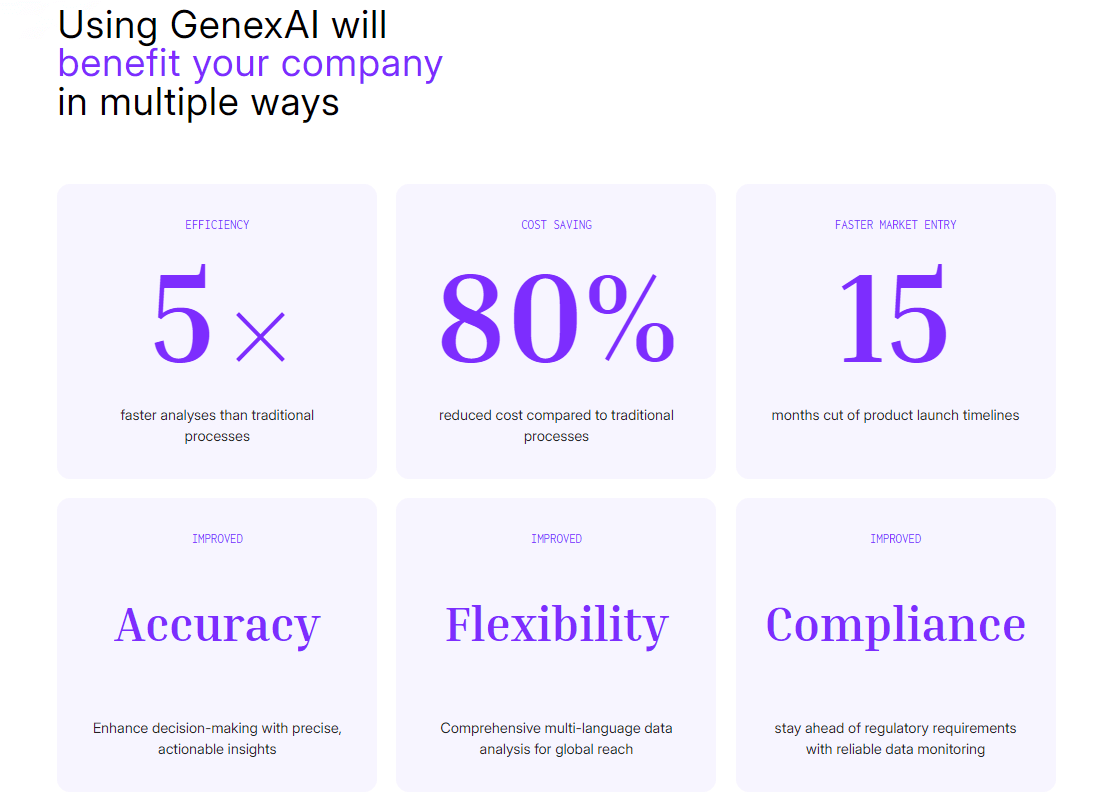 Using GenexAI will
benefit your company
in multiple ways
EFFICIENCY
5×
faster analyses than traditional
processes
COST SAVING
80%
reduced cost compared to traditional
processes
FASTER MARKET ENTRY
15
months cut of product launch timelines
IMPROVED
Accuracy
Enhance decision-making with precise,
actionable insights
IMPROVED
Flexibility
Comprehensive multi-language data
analysis for global reach
IMPROVED
Compliance
stay ahead of regulatory requirements
with reliable data monitoring